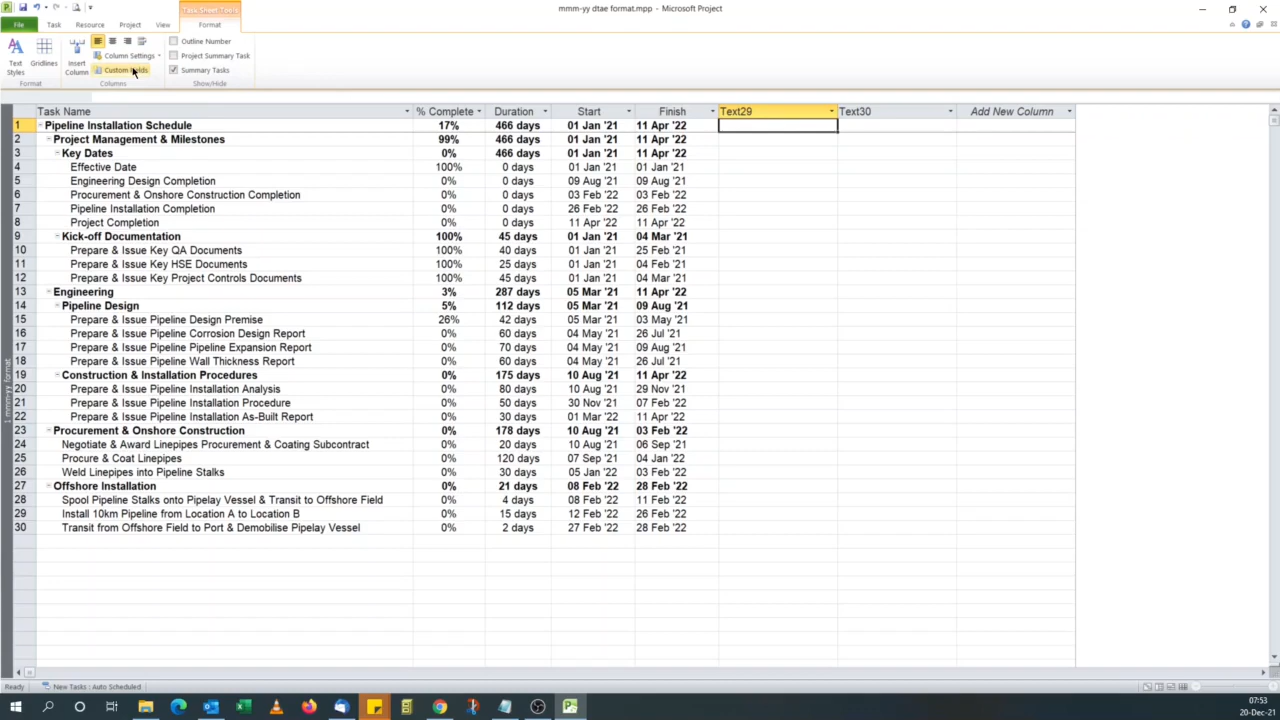 mmm-yy dtae format.mpp - Microsoft Project
Task Sheet Tools
File Task Resource Project View Format
Text Styles
Gridlines
Insert Column
Column Settings
Custom Fields
Outline Number
Project Summary Task
Summary Tasks
Format Columns Show/Hide
Task Name % Complete Duration Start Finish Text29 Text30 Add New Column
1 Pipeline Installation Schedule 17% 466 days 01 Jan '21 11 Apr '22
2 Project Management & Milestones 99% 466 days 01 Jan '21 11 Apr '22
3 Key Dates 0% 466 days 01 Jan '21 11 Apr '22
4 Effective Date 100% 0 days 01 Jan '21 01 Jan '21
5 Engineering Design Completion 0% 0 days 09 Aug '21 09 Aug '21
6 Procurement & Onshore Construction Completion 0% 0 days 03 Feb '22 03 Feb '22
7 Pipeline Installation Completion 0% 0 days 26 Feb '22 26 Feb '22
8 Project Completion 0% 0 days 11 Apr '22 11 Apr '22
9 Kick-off Documentation 100% 45 days 01 Jan '21 04 Mar '21
10 Prepare & Issue Key QA Documents 100% 40 days 01 Jan '21 25 Feb '21
11 Prepare & Issue Key HSE Documents 100% 25 days 01 Jan '21 04 Feb '21
12 Prepare & Issue Key Project Controls Documents 100% 45 days 01 Jan '21 04 Mar '21
13 Engineering 3% 287 days 05 Mar '21 11 Apr '22
14 Pipeline Design 5% 112 days 05 Mar '21 09 Aug '21
15 Prepare & Issue Pipeline Design Premise 26% 42 days 05 Mar '21 03 May '21
16 Prepare & Issue Pipeline Corrosion Design Report 0% 60 days 04 May '21 26 Jul '21
17 Prepare & Issue Pipeline Pipeline Expansion Report 0% 70 days 04 May '21 09 Aug '21
18 Prepare & Issue Pipeline Wall Thickness Report 0% 60 days 04 May '21 26 Jul '21
19 Construction & Installation Procedures 0% 175 days 10 Aug '21 11 Apr '22
20 Prepare & Issue Pipeline Installation Analysis 0% 80 days 10 Aug '21 29 Nov '21
21 Prepare & Issue Pipeline Installation Procedure 0% 50 days 30 Nov '21 07 Feb '22
22 Prepare & Issue Pipeline Installation As-Built Report 0% 30 days 01 Mar '22 11 Apr '22
23 Procurement & Onshore Construction 0% 178 days 10 Aug '21 03 Feb '22
24 Negotiate & Award Linepipes Procurement & Coating Subcontract 0% 20 days 10 Aug '21 06 Sep '21
25 Procure & Coat Linepipes 0% 120 days 07 Sep '21 04 Jan '22
26 Weld Linepipes into Pipeline Stalks 0% 30 days 05 Jan '22 03 Feb '22
27 Offshore Installation 0% 21 days 08 Feb '22 28 Feb '22
28 Spool Pipeline Stalks onto Pipelay Vessel & Transit to Offshore Field 0% 4 days 08 Feb '22 11 Feb '22
29 Install 10km Pipeline from Location A to Location B 0% 15 days 12 Feb '22 26 Feb '22
30 Transit from Offshore Field to Port & Demobilise Pipelay Vessel 0% 2 days 27 Feb '22 28 Feb '22
1 mmm-yy format
Ready New Tasks : Auto Scheduled
07:53
20-Dec-21